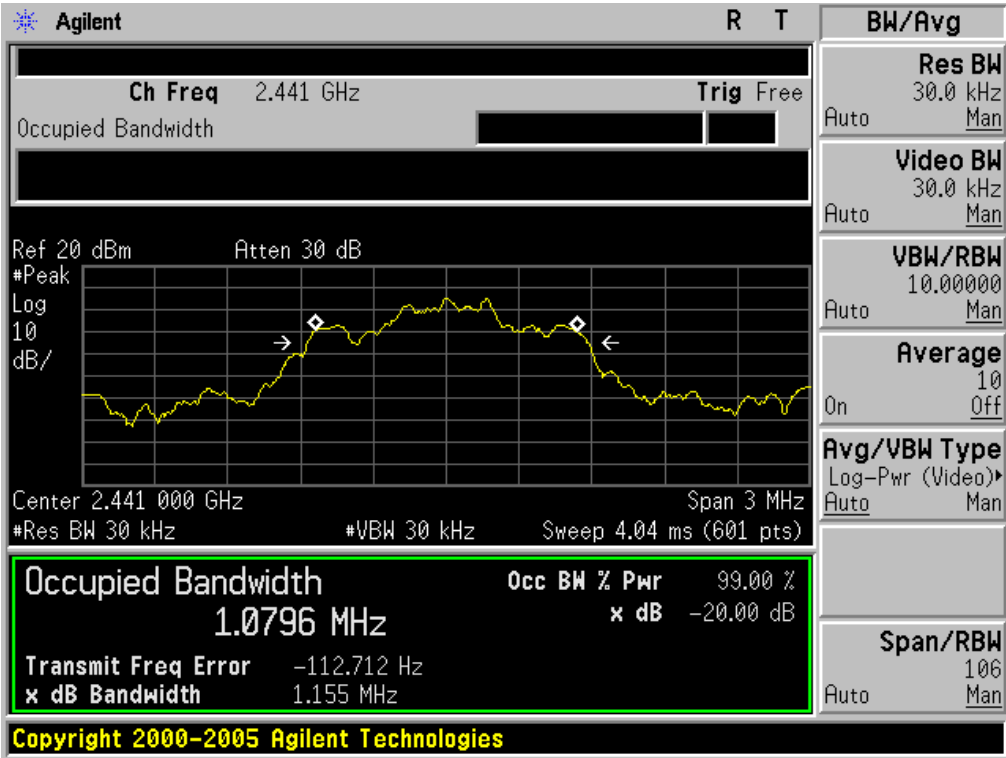 Agilent R T
Ch Freq 2.441 GHz Trig Free
Occupied Bandwidth
Ref 20 dBm Atten 30 dB
#Peak
Log
10
dB/
Center 2.441 000 GHz Span 3 MHz
#Res BW 30 kHz #VBW 30 kHz Sweep 4.04 ms (601 pts)
Occupied Bandwidth
1.0796 MHz
Occ BW % Pwr 99.00 %
x dB -20.00 dB
Transmit Freq Error -112.712 Hz
x dB Bandwidth 1.155 MHz
Copyright 2000-2005 Agilent Technologies
BW/Avg
Res BW
30.0 kHz
Auto Man
Video BW
30.0 kHz
Auto Man
VBW/RBW
10.00000
Auto Man
Average
10
On Off
Avg/VBW Type
Log-Pwr (Video)
Auto Man
Span/RBW
106
Auto Man